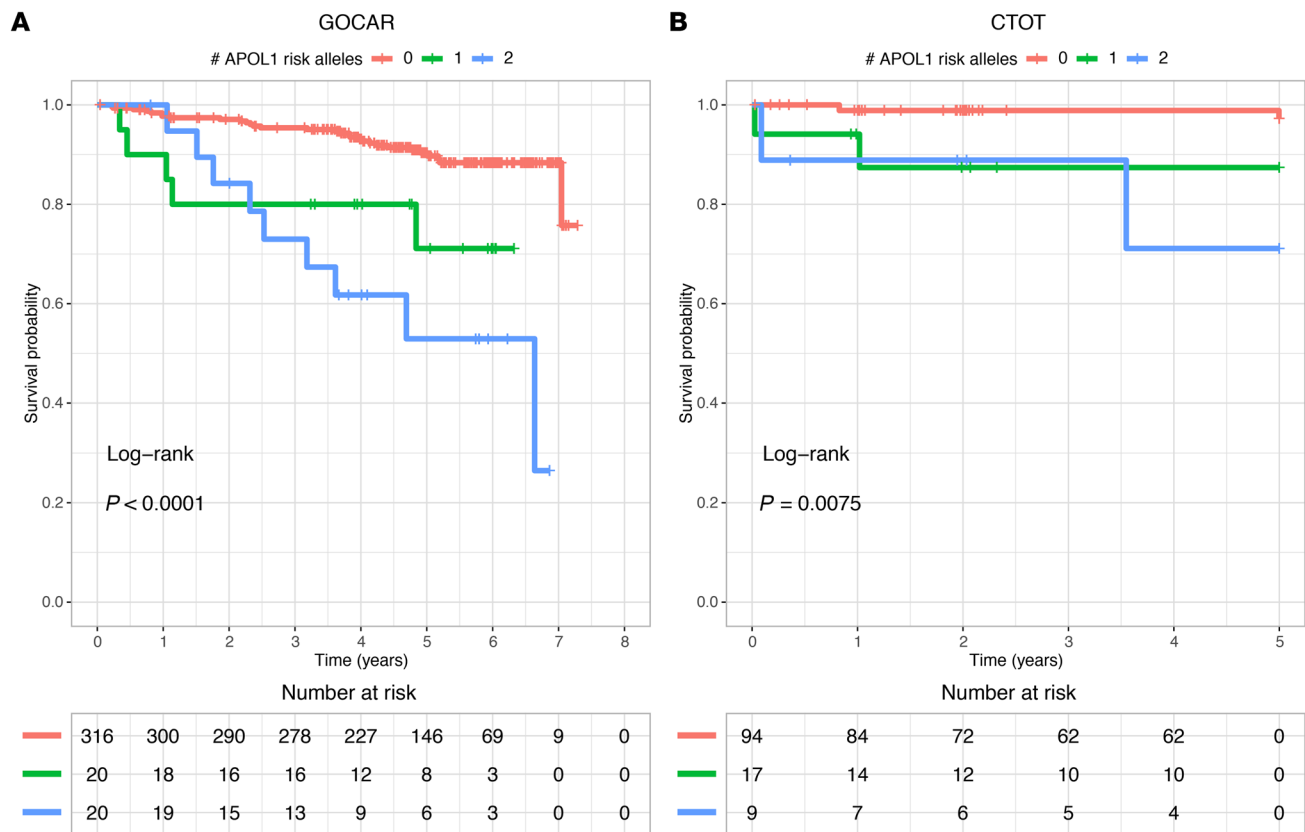 A
GOCAR
# APOL1 risk alleles 0 1 2
Survival probability
1.0
0.8
0.6
0.4
0.2
0.0
Log−rank
P < 0.0001
0 1 2 3 4 5 6 7 8
Time (years)
Number at risk
316 300 290 278 227 146 69 9 0
20 18 16 16 12 8 3 0 0
20 19 15 13 9 6 3 0 0
B
CTOT
# APOL1 risk alleles 0 1 2
Survival probability
1.0
0.8
0.6
0.4
0.2
0.0
Log−rank
P = 0.0075
0 1 2 3 4 5
Time (years)
Number at risk
94 84 72 62 62 0
17 14 12 10 10 0
9 7 6 5 4 0